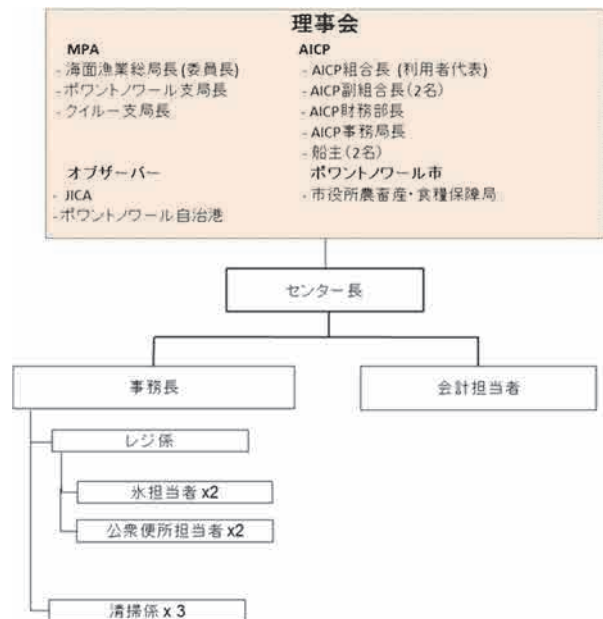 理事会
MPA
- 海面漁業総局長(委員長)
- ポワントノワール支局長
- クイルー支局長
AICP
- AICP組合長 (利用者代表)
- AICP副組合長(2名)
- AICP財務部長
- AICP事務局長
- 船主(2名)
オブザーバー
- JICA
- ポワントノワール自治港
ポワントノワール市
- 市役所農畜産・食糧保障局
センター長
事務長
会計担当者
レジ係
氷担当者 x2
公衆便所担当者 x2
清掃係 x 3